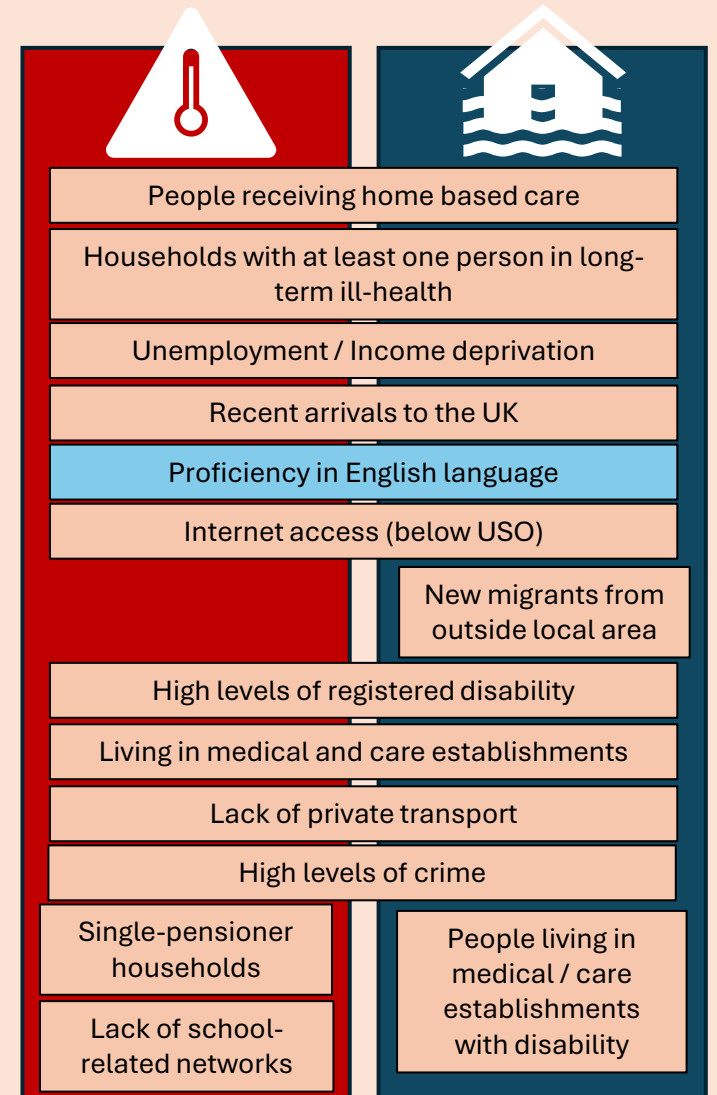 People receiving home based care
Households with at least one person in long-
term ill-health
Unemployment / Income deprivation
Recent arrivals to the UK
Proficiency in English language
Internet access (below USO)
New migrants from
outside local area
High levels of registered disability
Living in medical and care establishments
Lack of private transport
High levels of crime
Single-pensioner
households
Lack of school-
related networks
People living in
medical / care
establishments
with disability